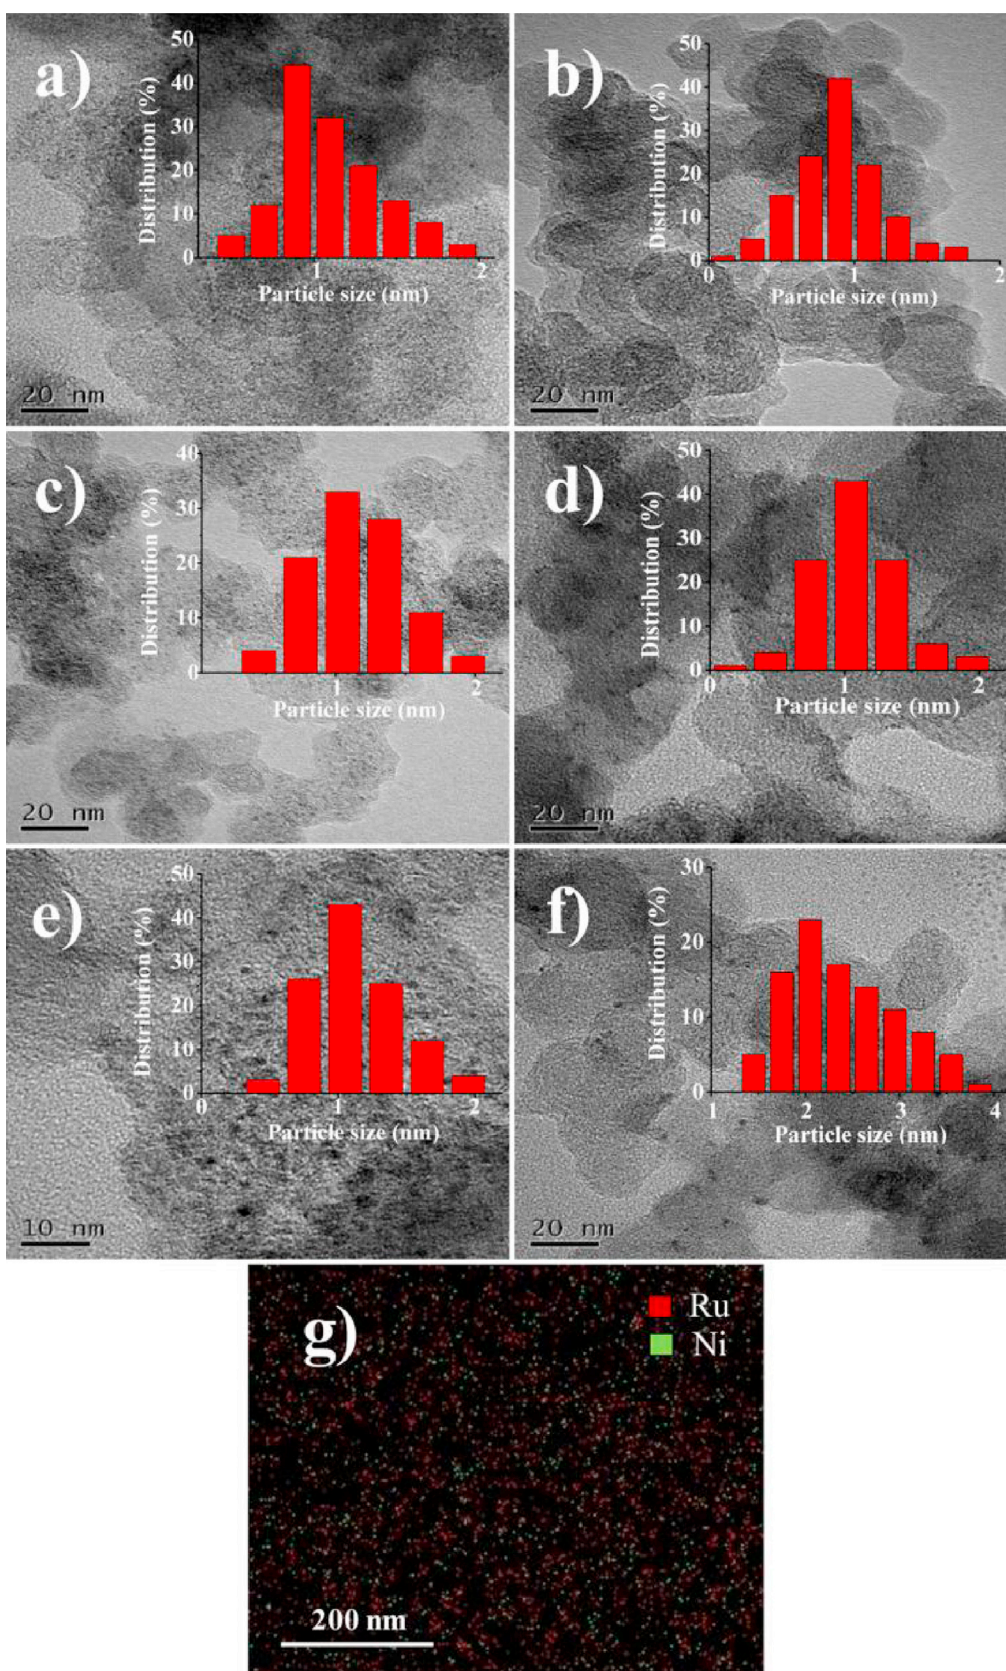 a)
50
40
30
20
10
0
Distribution (%)
1
2
Particle size (nm)
20 nm
b)
50
40
30
20
10
0
Distribution (%)
0
1
2
Particle size (nm)
20 nm
c)
40
30
20
10
0
Distribution (%)
1
2
Particle size (nm)
20 nm
d)
50
40
30
20
10
0
Distribution (%)
0
1
2
Particle size (nm)
20 nm
e)
50
40
30
20
10
0
Distribution (%)
0
1
2
Particle size (nm)
10 nm
f)
30
20
10
0
Distribution (%)
1
2
3
4
Particle size (nm)
20 nm
g)
Ru
Ni
200 nm